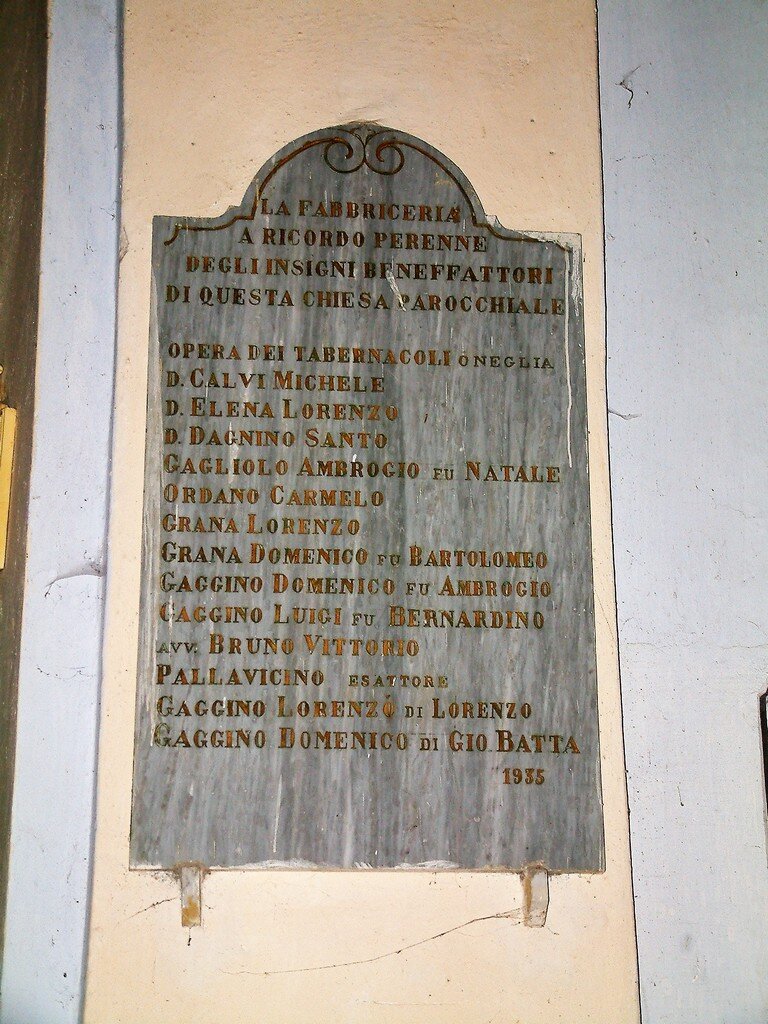 LA FABBRICERIA
A RICORDO PERENNE
DEGLI INSIGNI BENEFFATTORI
DI QUESTA CHIESA PAROCCHIALE
OPERA DEI TABERNACOLI ONEGLIA
D. CALVI MICHELE
D. ELENA LORENZO
D. DAGNINO SANTO
GAGLIOLO AMBROGIO FU NATALE
ORDANO CARMELO
GRANA LORENZO
GRANA DOMENICO FU BARTOLOMEO
GAGGINO DOMENICO FU AMBROGIO
GAGGINO LUIGI FU BERNARDINO
AVV. BRUNO VITTORIO
PALLAVICINO ESATTORE
GAGGINO LORENZO DI LORENZO
GAGGINO DOMENICO DI GIO BATTA
1935